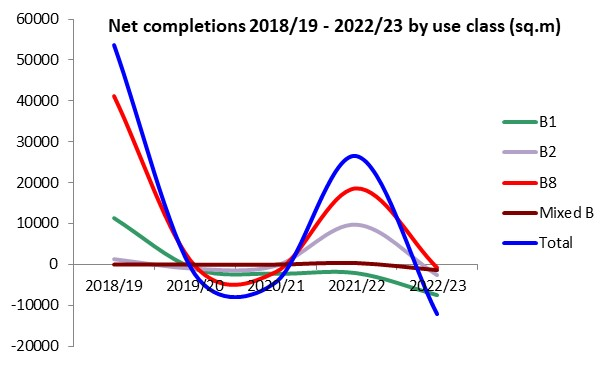 Net completions 2018/19 - 2022/23 by use class (sq.m)
60000
50000
40000
30000
20000
10000
0
-10000
-20000
2018/19 2019/20 2020/21 2021/22 2022/23
B1
B2
B8
Mixed B
Total